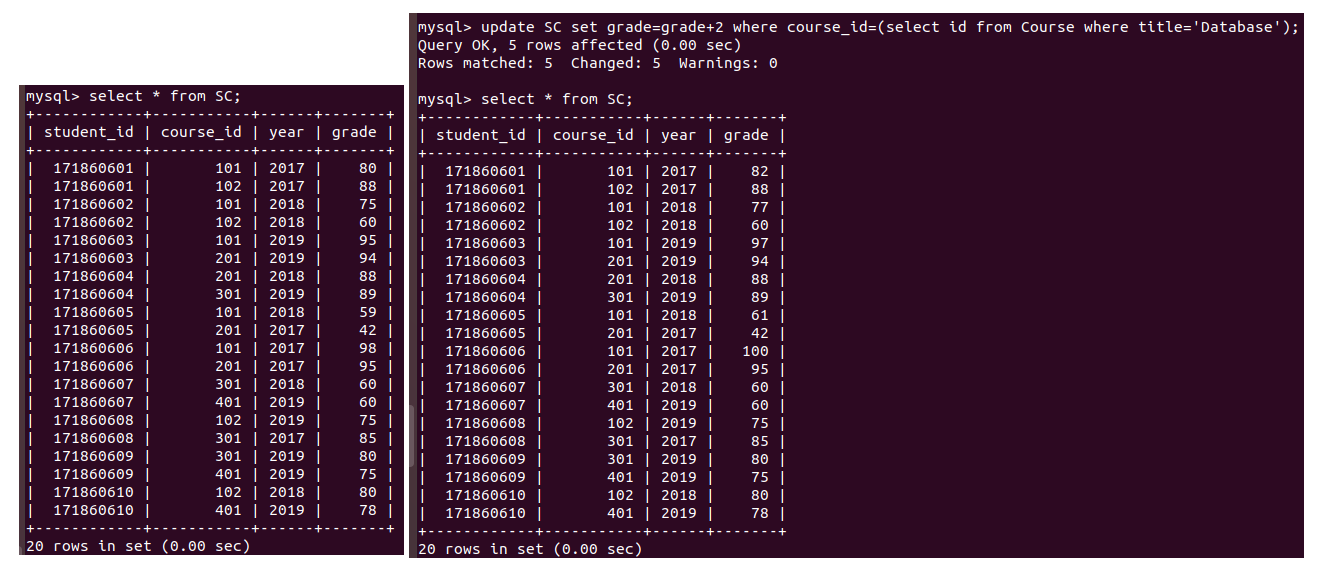 mysql> select * from SC;
+------------+-----------+------+-------+
| student_id | course_id | year | grade |
+------------+-----------+------+-------+
|  171860601 |       101 | 2017 |    80 |
|  171860601 |       102 | 2017 |    88 |
|  171860602 |       101 | 2018 |    75 |
|  171860602 |       102 | 2018 |    60 |
|  171860603 |       101 | 2019 |    95 |
|  171860603 |       201 | 2019 |    94 |
|  171860604 |       201 | 2018 |    88 |
|  171860604 |       301 | 2019 |    89 |
|  171860605 |       101 | 2018 |    59 |
|  171860605 |       201 | 2017 |    42 |
|  171860606 |       101 | 2017 |    98 |
|  171860606 |       201 | 2017 |    95 |
|  171860607 |       301 | 2018 |    60 |
|  171860607 |       401 | 2019 |    60 |
|  171860608 |       102 | 2019 |    75 |
|  171860608 |       301 | 2017 |    85 |
|  171860609 |       301 | 2019 |    80 |
|  171860609 |       401 | 2019 |    75 |
|  171860610 |       102 | 2018 |    80 |
|  171860610 |       401 | 2019 |    78 |
+------------+-----------+------+-------+
20 rows in set (0.00 sec)
mysql> update SC set grade=grade+2 where course_id=(select id from Course where title='Database');
Query OK, 5 rows affected (0.00 sec)
Rows matched: 5  Changed: 5  Warnings: 0
mysql> select * from SC;
+------------+-----------+------+-------+
| student_id | course_id | year | grade |
+------------+-----------+------+-------+
|  171860601 |       101 | 2017 |    82 |
|  171860601 |       102 | 2017 |    88 |
|  171860602 |       101 | 2018 |    77 |
|  171860602 |       102 | 2018 |    60 |
|  171860603 |       101 | 2019 |    97 |
|  171860603 |       201 | 2019 |    94 |
|  171860604 |       201 | 2018 |    88 |
|  171860604 |       301 | 2019 |    89 |
|  171860605 |       101 | 2018 |    61 |
|  171860605 |       201 | 2017 |    42 |
|  171860606 |       101 | 2017 |   100 |
|  171860606 |       201 | 2017 |    95 |
|  171860607 |       301 | 2018 |    60 |
|  171860607 |       401 | 2019 |    60 |
|  171860608 |       102 | 2019 |    75 |
|  171860608 |       301 | 2017 |    85 |
|  171860609 |       301 | 2019 |    80 |
|  171860609 |       401 | 2019 |    75 |
|  171860610 |       102 | 2018 |    80 |
|  171860610 |       401 | 2019 |    78 |
+------------+-----------+------+-------+
20 rows in set (0.00 sec)